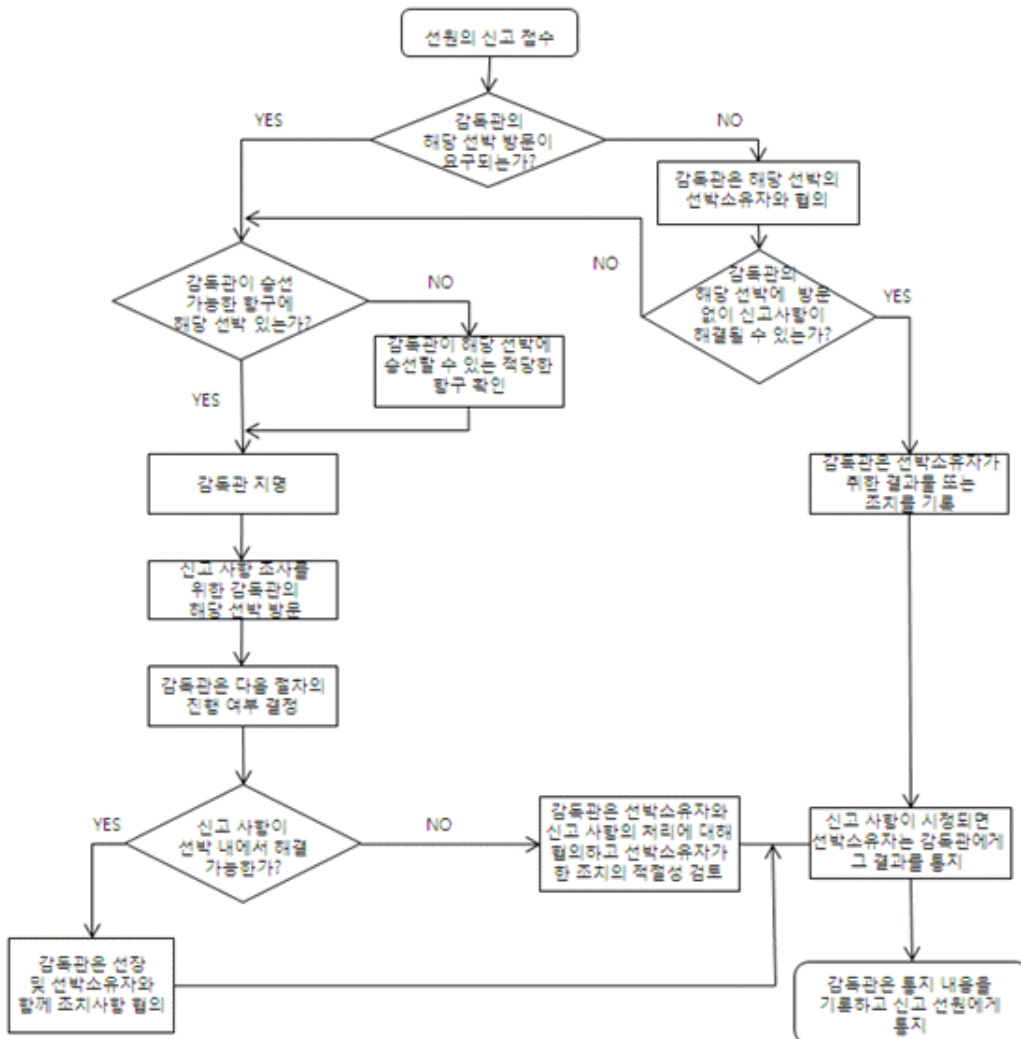 선원의 신고 접수
YES
감독관의
해당 선박 방문이
요구되는가?
NO
감독관은 해당 선박의
선박소유자와 협의
감독관이 승선
가능한 항구에
해당 선박 있는가?
NO
감독관이 해당 선박에
승선할 수 있는 적당한
항구 확인
YES
NO
감독관의
해당 선박에 방문
없이 신고사항이
해결될 수 있는가?
YES
감독관 지명
감독관은 선박소유자가
취한 결과를 또는
조치를 기록
신고 사항 조사를
위한 감독관의
해당 선박 방문
감독관은 다음 절차의
진행 여부 결정
YES
신고 사항이
선박 내에서 해결
가능한가?
NO
감독관은 선박소유자와
신고 사항의 처리에 대해
협의하고 선박소유자가
한 조치의 적절성 검토
신고 사항이 시정되면
선박소유자는 감독관에게
그 결과를 통지
감독관은 선장
및 선박소유자와
함께 조치사항 협의
감독관은 통지 내용을
기록하고 신고 선원에게
통지